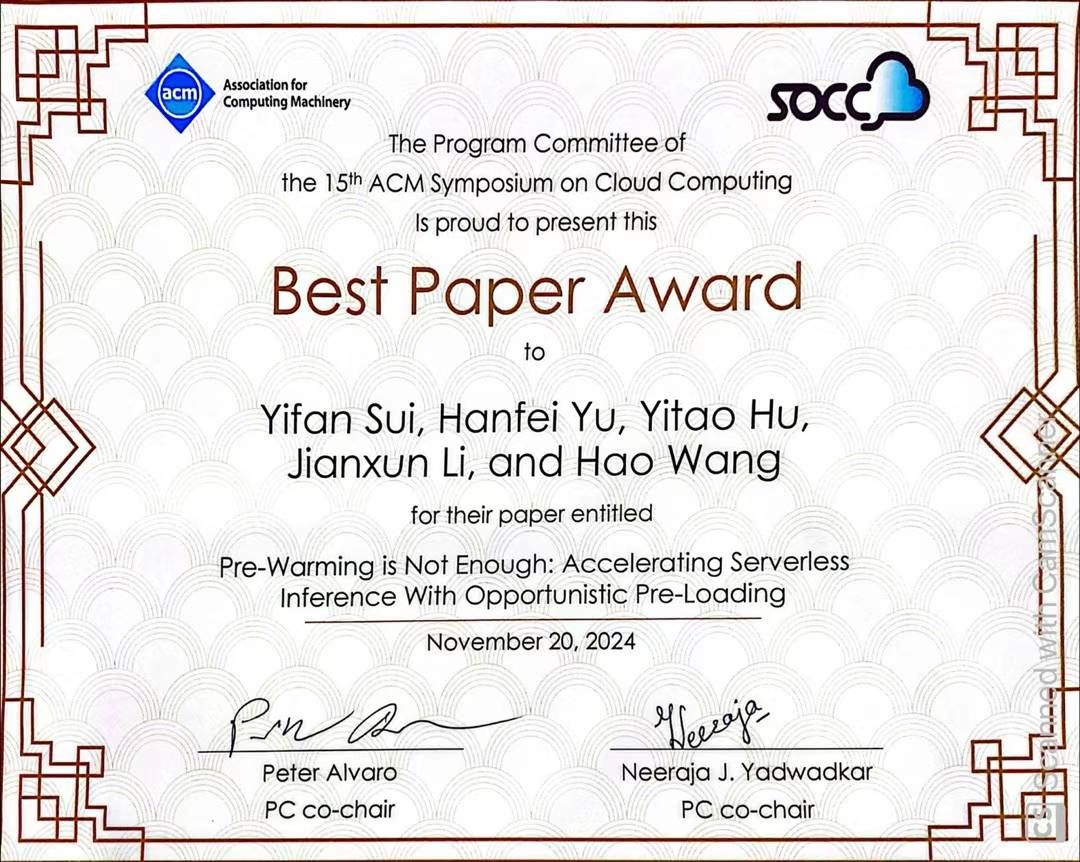 acm
Association for
Computing Machinery
SOCC
The Program Committee of
the 15th ACM Symposium on Cloud Computing
Is proud to present this
Best Paper Award
to
Yifan Sui, Hanfei Yu, Yitao Hu,
Jianxun Li, and Hao Wang
for their paper entitled
Pre-Warming is Not Enough: Accelerating Serverless
Inference With Opportunistic Pre-Loading
November 20, 2024
Neeraja
Peter Alvaro
Neeraja J. Yadwadkar
PC co-chair
PC co-chair
CS Scanned with CamScanner